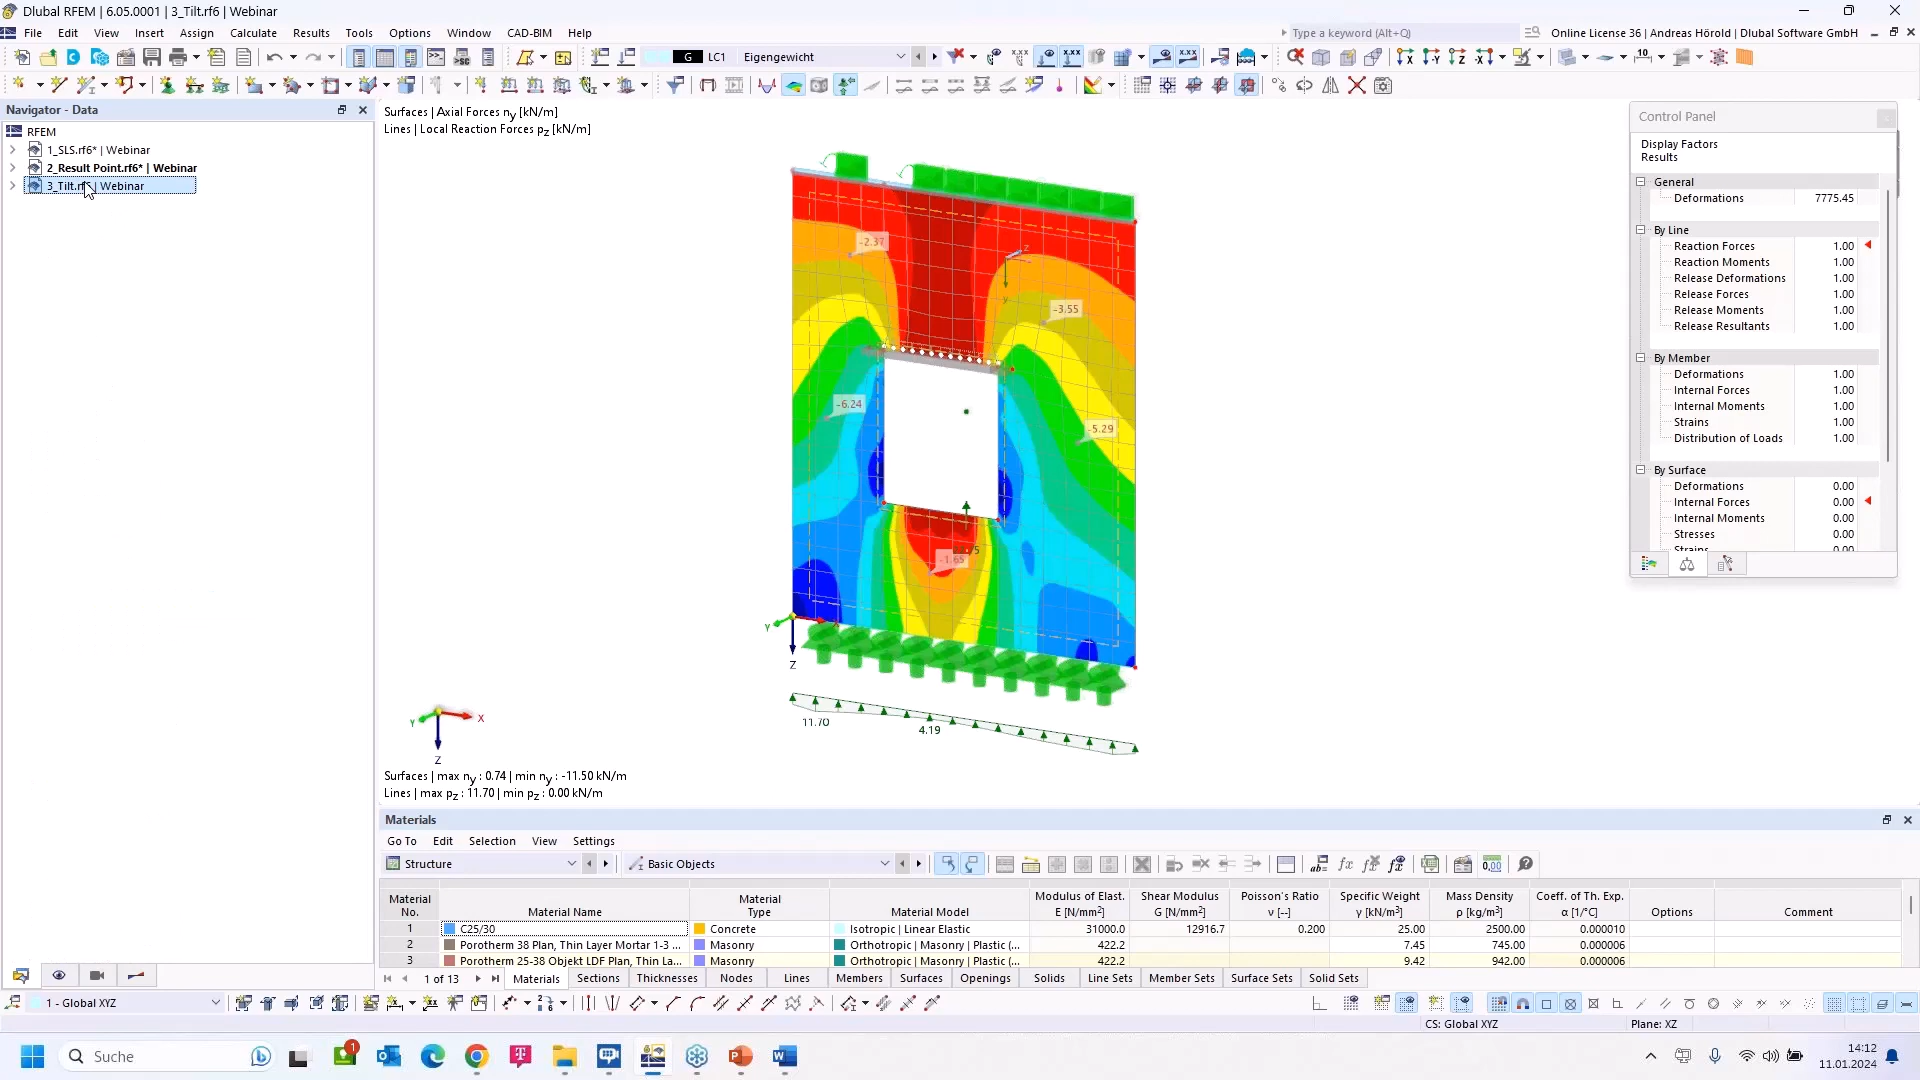 Dlubal RFEM | 6.05.0001 | 3_Tilt.rf6 | Webinar
File Edit View Insert Assign Calculate Results Tools Options Window CAD-BIM Help
Type a keyword (Alt+Q)
Online License 36 | Andreas Hörold | Dlubal Software GmbH
G LC1 Eigengewicht
Navigator - Data
RFEM
1_SLS.rf6* | Webinar
2_Result Point.rf6* | Webinar
3_Tilt.rf6 | Webinar
Surfaces | Axial Forces ny [kN/m]
Lines | Local Reaction Forces pz [kN/m]
-2.37
z
y
-3.55
-6.24
-5.29
-1.65
Y
Z
11.70
4.19
Y X
Z
Surfaces | max ny : 0.74 | min ny : -11.50 kN/m
Lines | max pz : 11.70 | min pz : 0.00 kN/m
Control Panel
Display Factors
Results
General
Deformations 7775.45
By Line
Reaction Forces 1.00
Reaction Moments 1.00
Release Deformations 1.00
Release Forces 1.00
Release Moments 1.00
Release Resultants 1.00
By Member
Deformations 1.00
Internal Forces 1.00
Internal Moments 1.00
Strains 1.00
Distribution of Loads 1.00
By Surface
Deformations 0.00
Internal Forces 0.00
Internal Moments 0.00
Stresses 0.00
Strains 0.00
Materials
Go To Edit Selection View Settings
Structure Basic Objects
Material No. Material Name Material Type Material Model Modulus of Elast. E [N/mm²] Shear Modulus G [N/mm²] Poisson's Ratio ν [--] Specific Weight γ [kN/m³] Mass Density ρ [kg/m³] Coeff. of Th. Exp. α [1/°C] Options Comment
1 C25/30 Concrete Isotropic | Linear Elastic 31000.0 12916.7 0.200 25.00 2500.00 0.000010
2 Porotherm 38 Plan, Thin Layer Mortar 1-3 ... Masonry Orthotropic | Masonry | Plastic (... 422.2 7.45 745.00 0.000006
3 Porotherm 25-38 Objekt LDF Plan, Thin La... Masonry Orthotropic | Masonry | Plastic (... 422.2 9.42 942.00 0.000006
1 of 13 Materials Sections Thicknesses Nodes Lines Members Surfaces Openings Solids Line Sets Member Sets Surface Sets Solid Sets
1 - Global XYZ
CS: Global XYZ Plane: XZ
Suche
1
14:12
11.01.2024